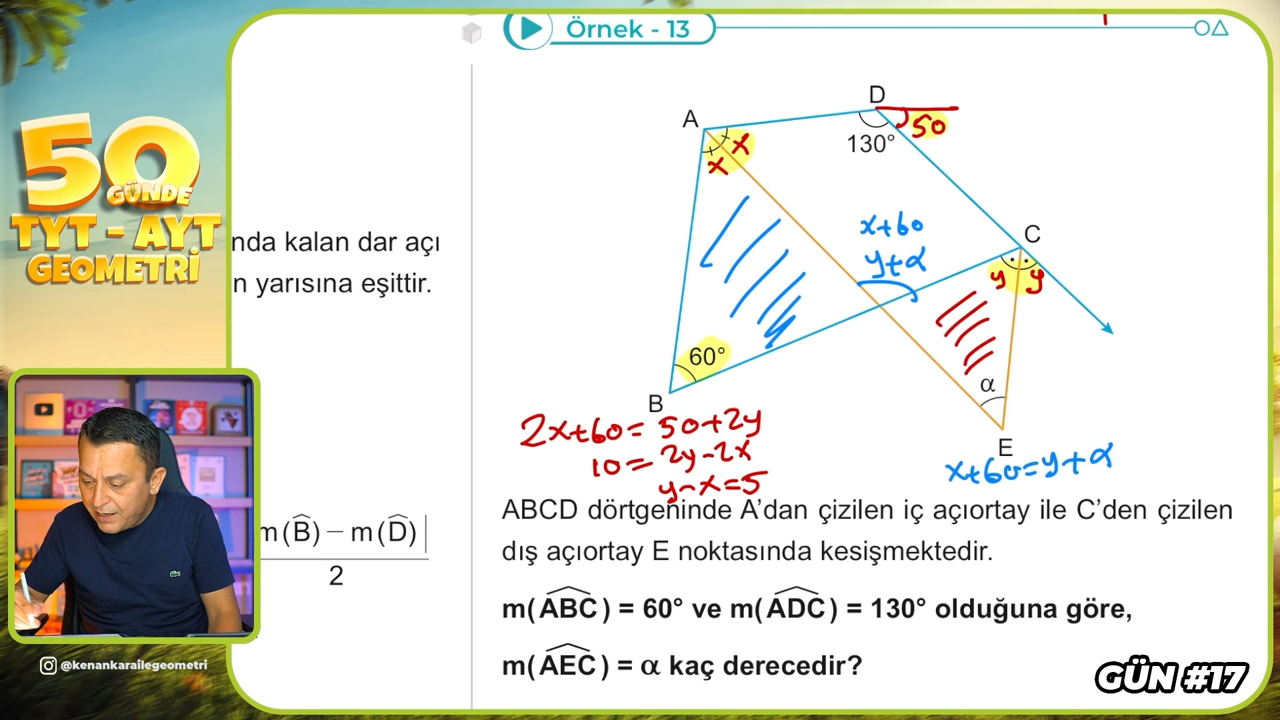 Örnek - 13
50
GÜNDE
TYT - AYT
GEOMETRİ
nda kalan dar açı
n yarısına eşittir.
m(B̂) – m(D̂) |
2
@kenankarailegeometri
A
D
130°
50
x
x
x+60
y+α
C
y
y
60°
α
B
E
2x+60=50+2y
10=2y-2x
y-x=5
x+60=y+α
ABCD dörtgeninde A'dan çizilen iç açıortay ile C'den çizilen
dış açıortay E noktasında kesişmektedir.
m(ABC) = 60° ve m(ADC) = 130° olduğuna göre,
m(AEC) = α kaç derecedir?
GÜN #17